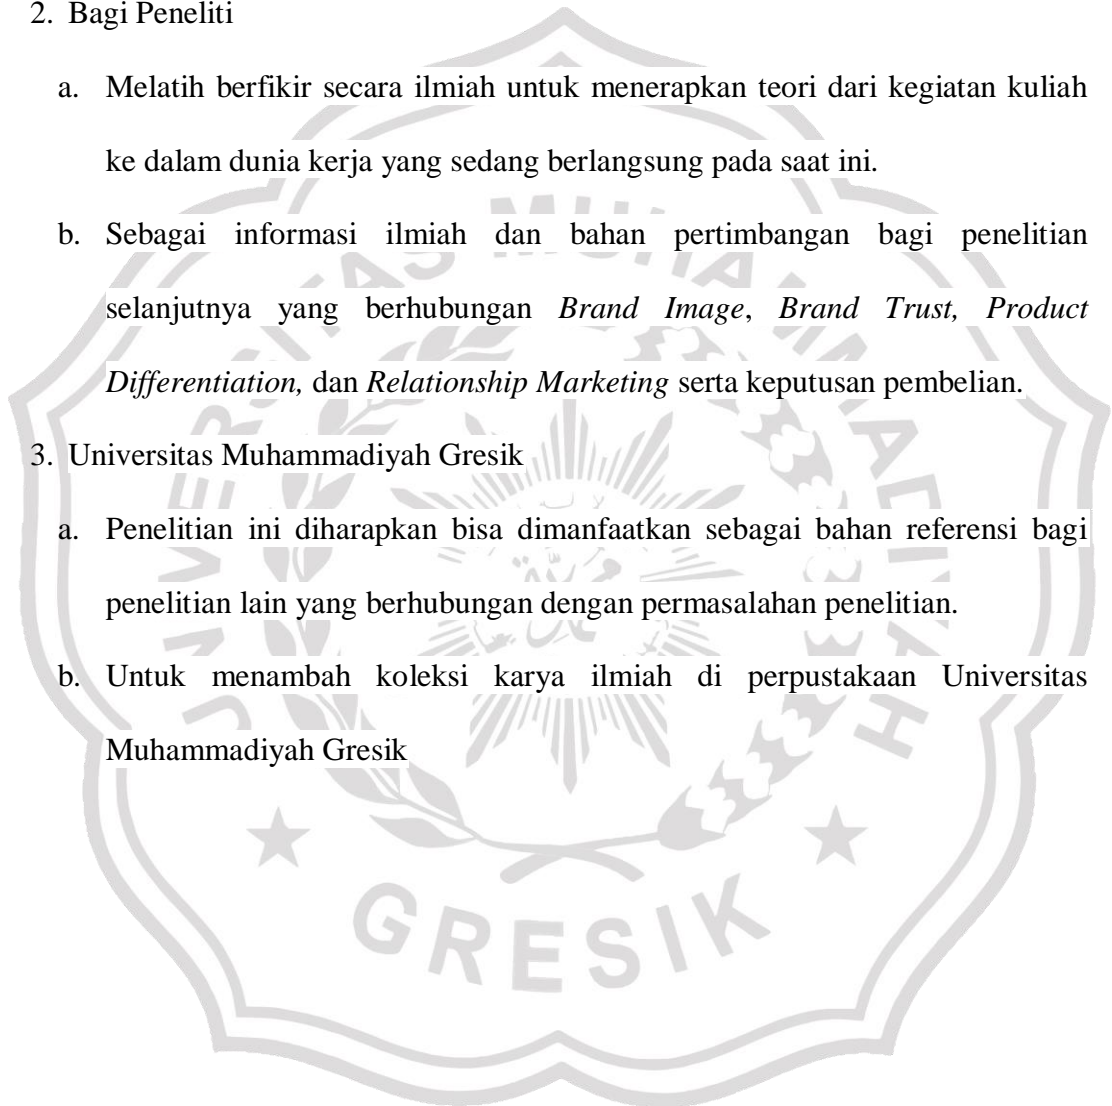 2. Bagi Peneliti
a. Melatih berfikir secara ilmiah untuk menerapkan teori dari kegiatan kuliah
ke dalam dunia kerja yang sedang berlangsung pada saat ini.
b. Sebagai informasi ilmiah dan bahan pertimbangan bagi penelitian
selanjutnya yang berhubungan Brand Image, Brand Trust, Product
Differentiation, dan Relationship Marketing serta keputusan pembelian.
3. Universitas Muhammadiyah Gresik
a. Penelitian ini diharapkan bisa dimanfaatkan sebagai bahan referensi bagi
penelitian lain yang berhubungan dengan permasalahan penelitian.
b. Untuk menambah koleksi karya ilmiah di perpustakaan Universitas
Muhammadiyah Gresik
GRESIK